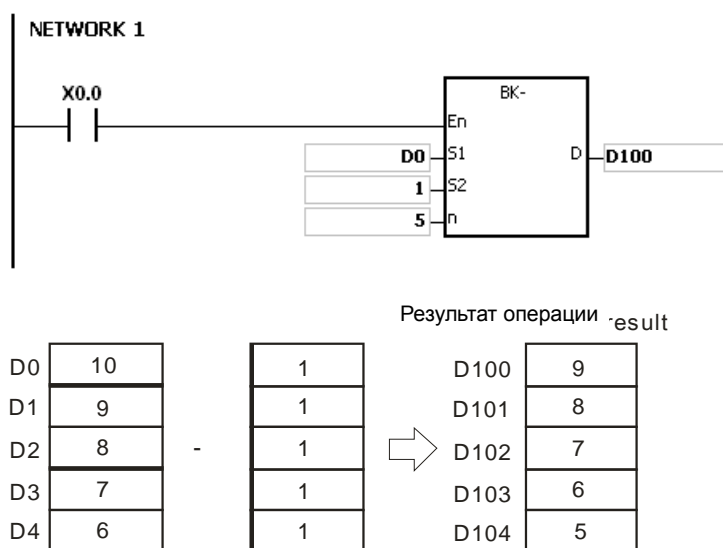 NETWORK 1
X0.0
BK-
En
D0 S1 D D100
1 S2
5 n
Результат операции result
D0 10 1 D100 9
D1 9 1 D101 8
D2 8 - 1 D102 7
D3 7 1 D103 6
D4 6 1 D104 5